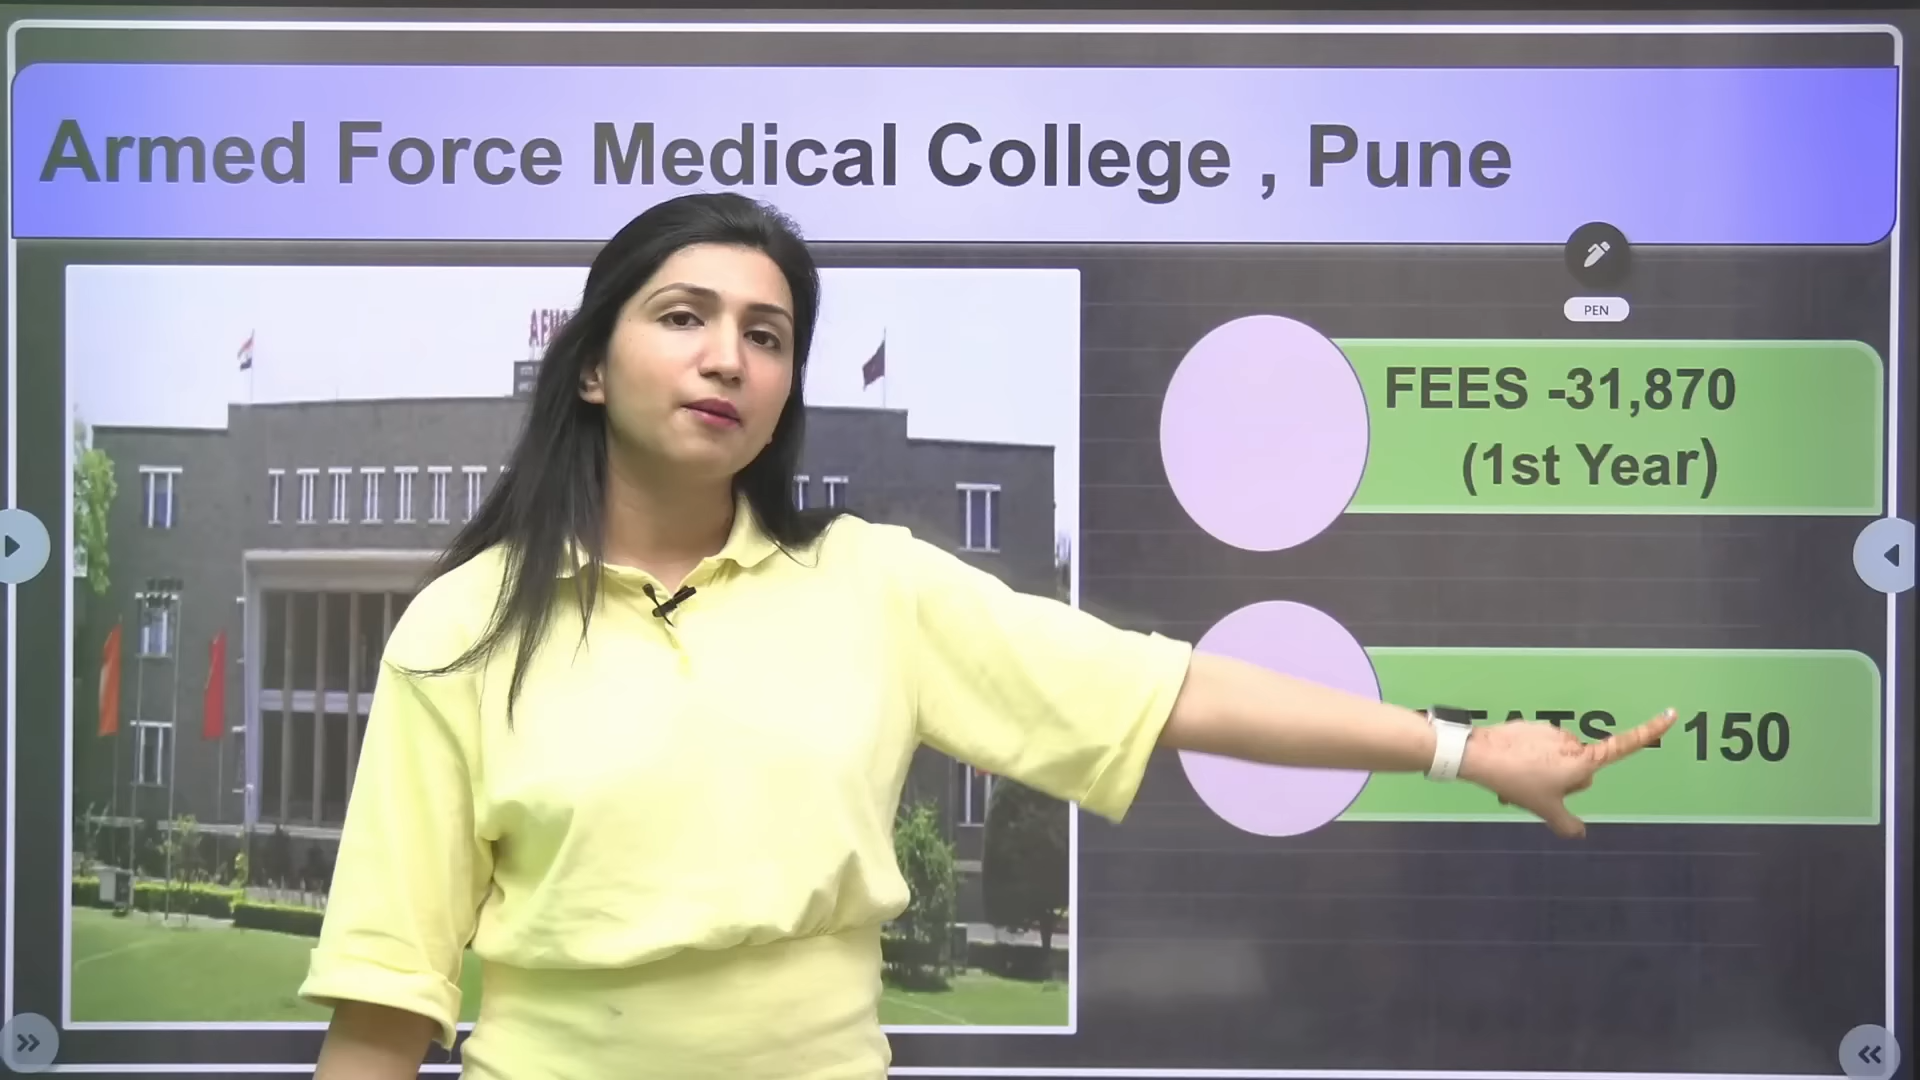 Armed Force Medical College , Pune
PEN
FEES -31,870
(1st Year)
- 150